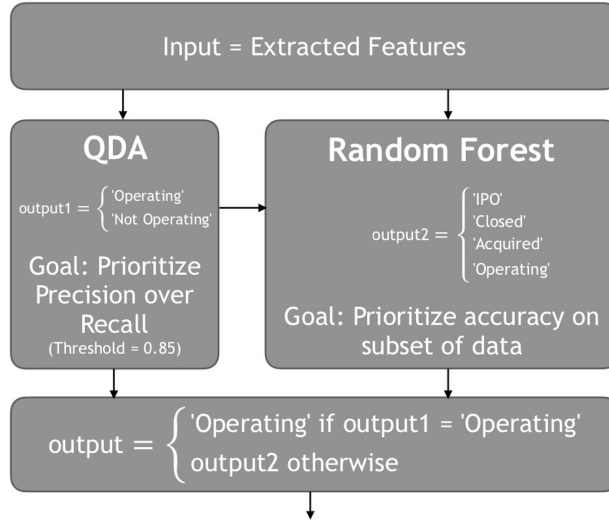 Input = Extracted Features
QDA
output1 = { 'Operating'
'Not Operating'
Goal: Prioritize
Precision over
Recall
(Threshold = 0.85)
Random Forest
output2 = { 'IPO'
'Closed'
'Acquired'
'Operating'
Goal: Prioritize accuracy on
subset of data
output = { 'Operating' if output1 = 'Operating'
output2 otherwise